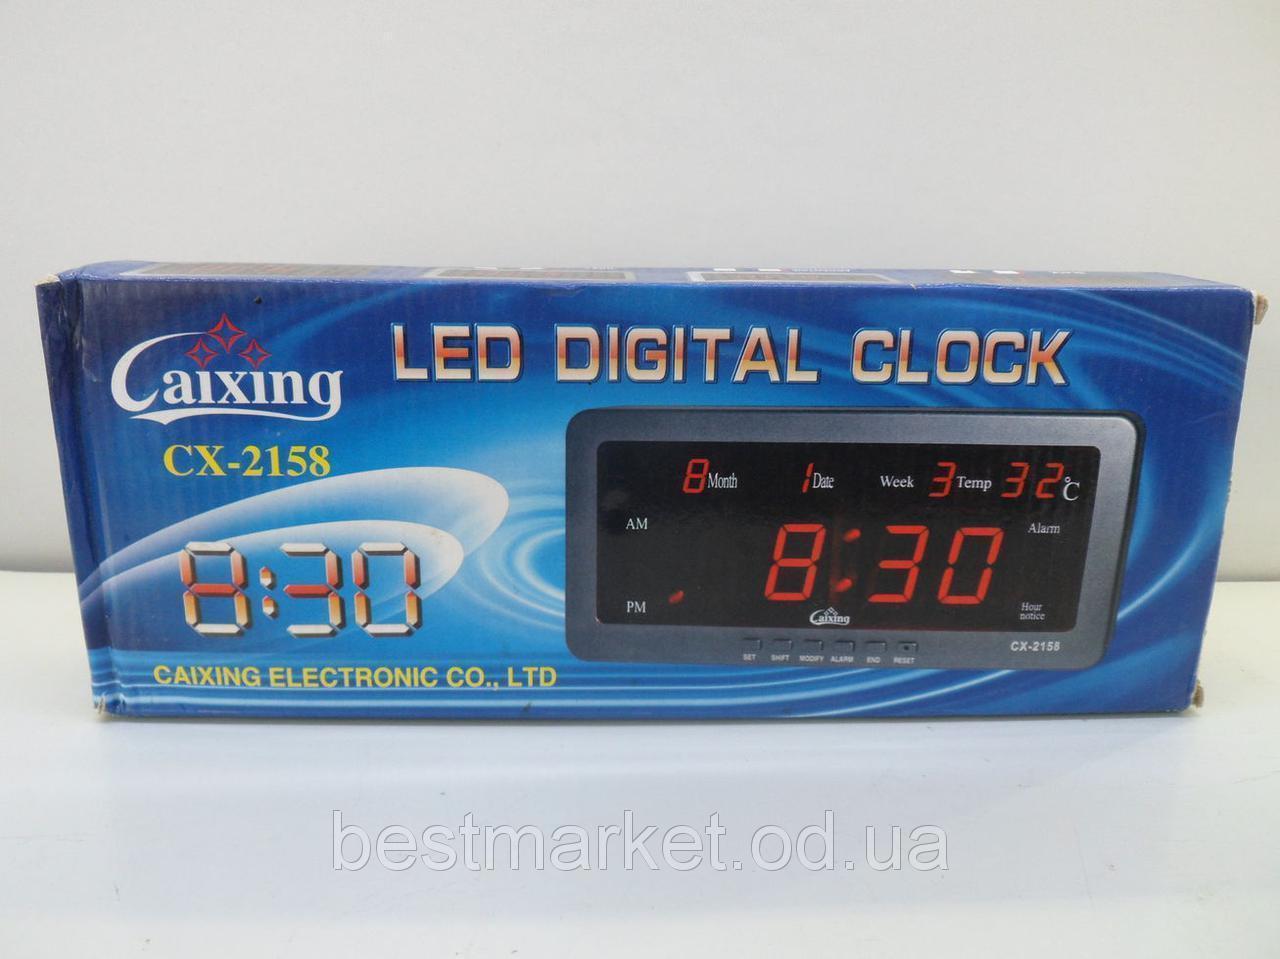 Caixing
LED DIGITAL CLOCK
CX-2158
8:30
CAIXING ELECTRONIC CO., LTD
8 Month 1 Date Week 3 Temp 32 °C
AM
8:30
Alarm
PM
Caixing
Hour
notice
SET SHIFT MODIFY ALARM END RESET
CX-2158
bestmarket.od.ua